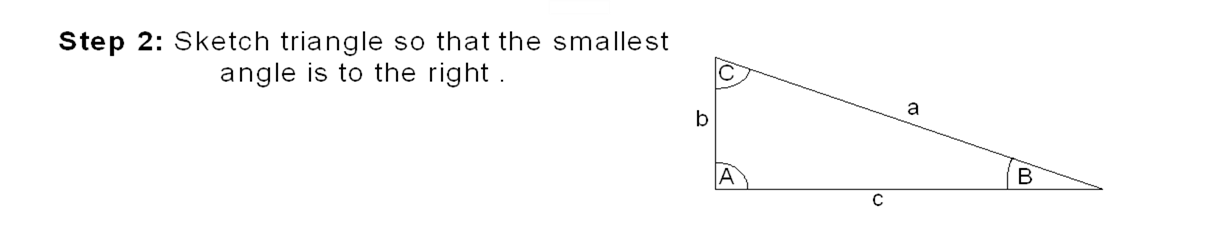 Step 2: Sketch triangle so that the smallest
angle is to the right .
C
a
b
A
B
c